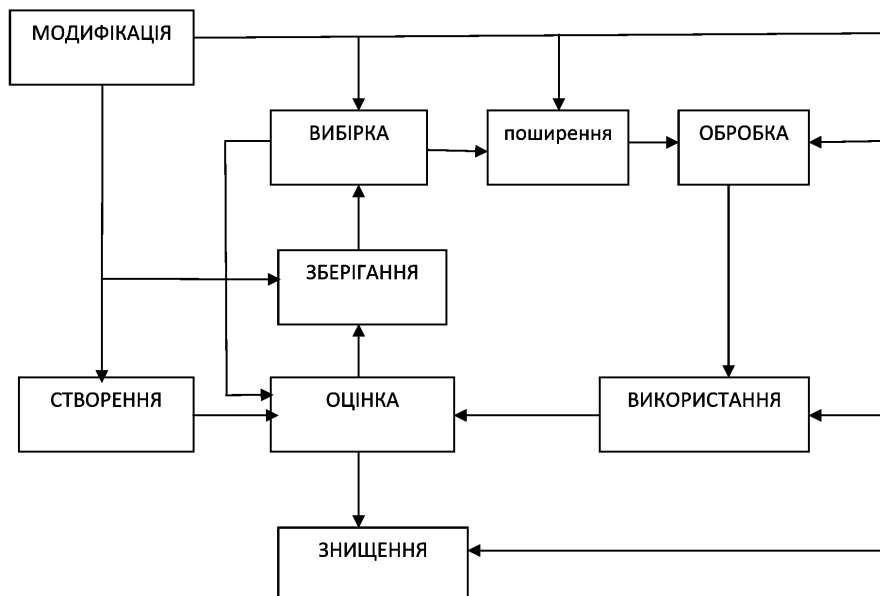 МОДИФІКАЦІЯ
ВИБІРКА
поширення
ОБРОБКА
ЗБЕРІГАННЯ
СТВОРЕННЯ
ОЦІНКА
ВИКОРИСТАННЯ
ЗНИЩЕННЯ